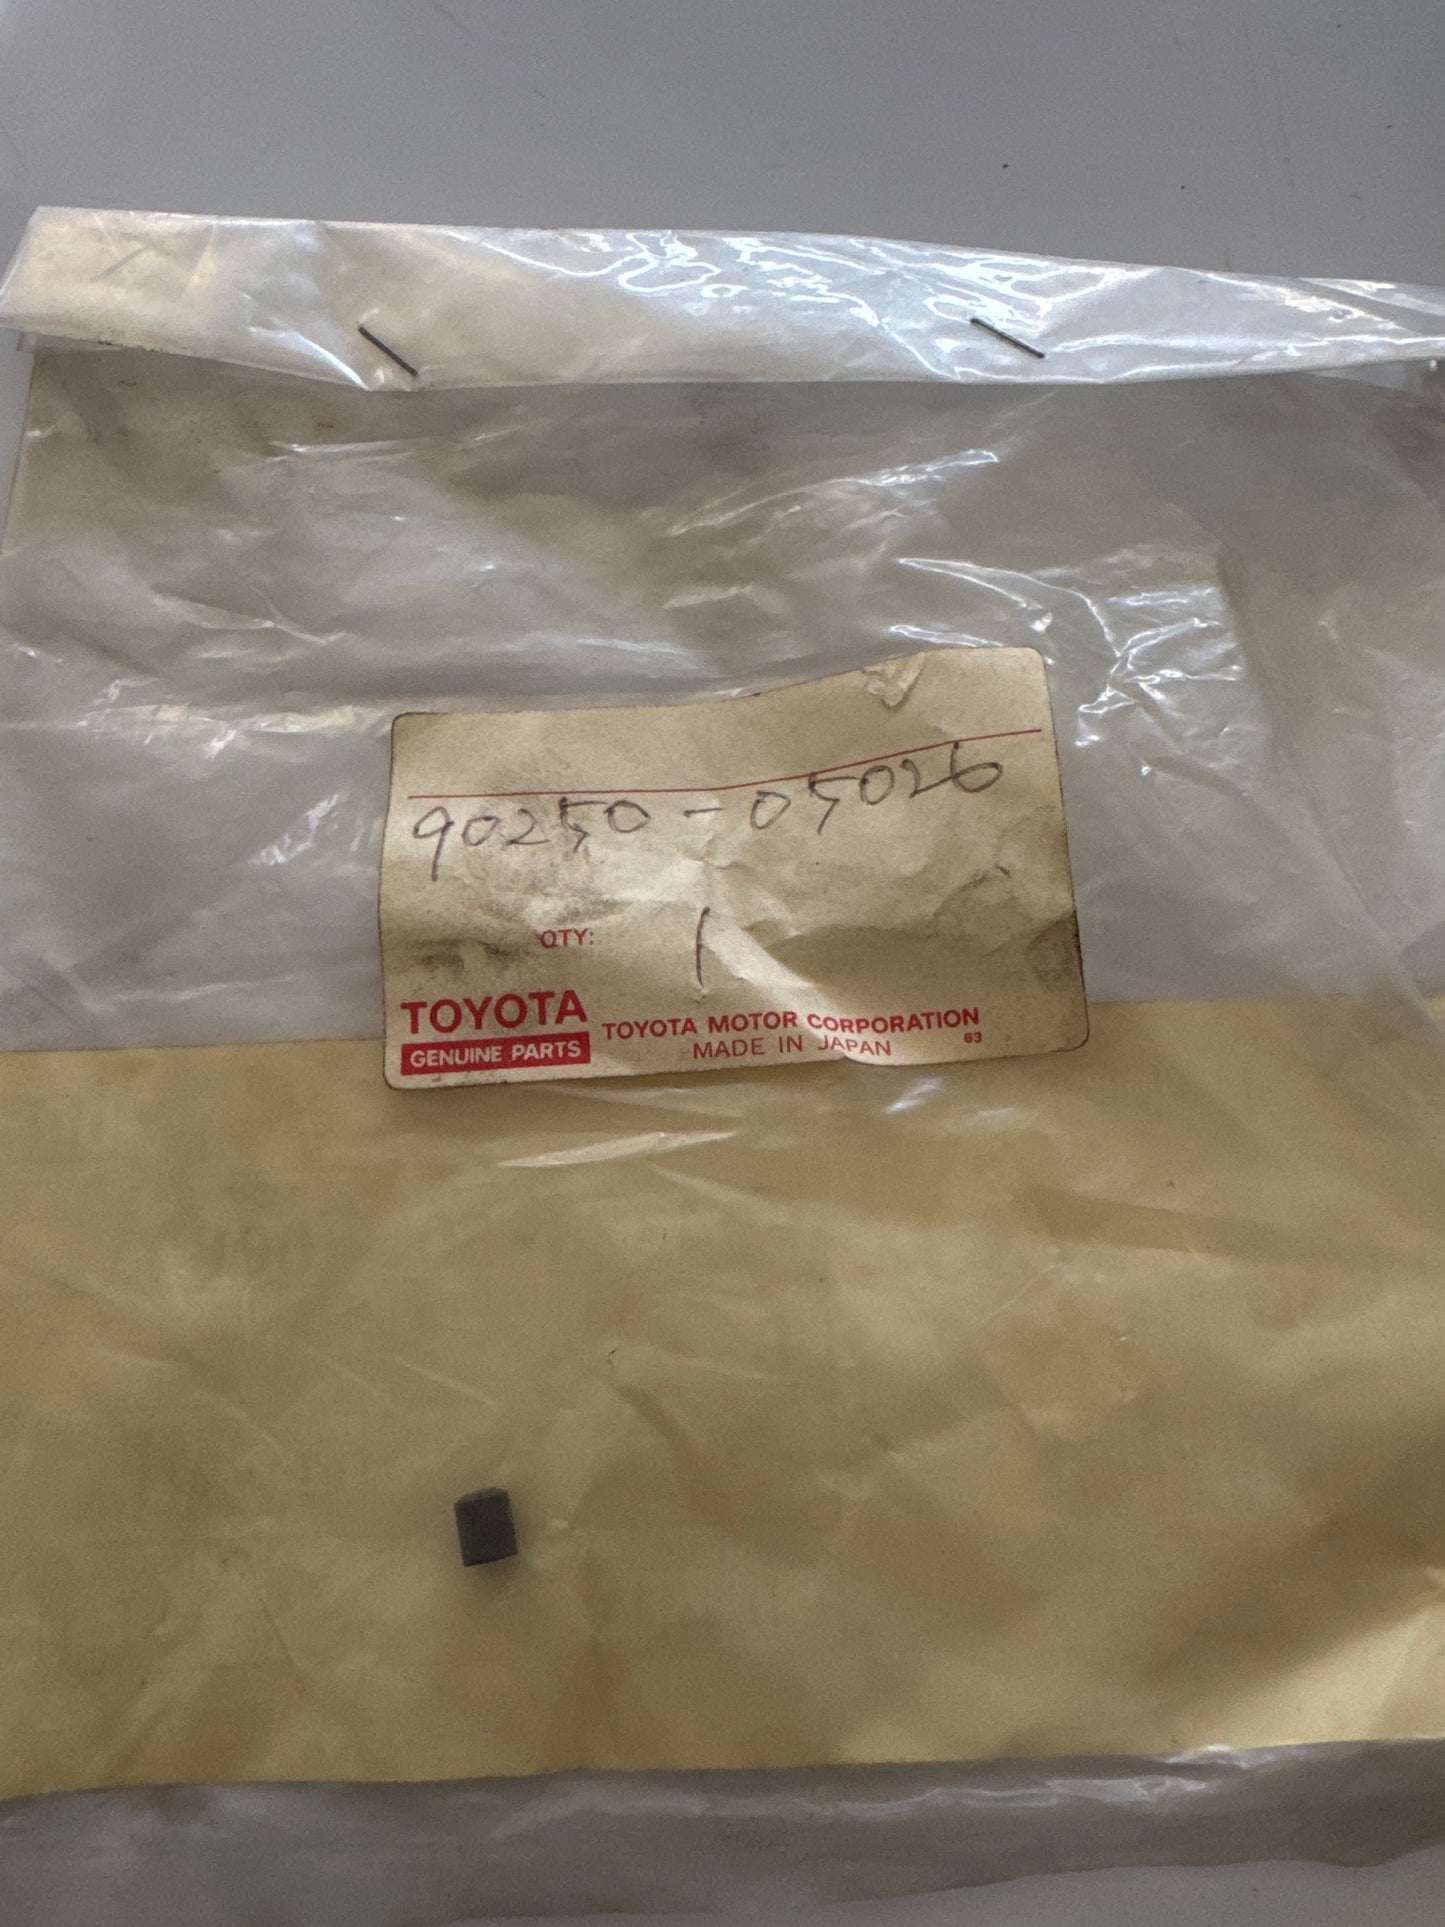 90250-05026
QTY: 1
TOYOTA
GENUINE PARTS
TOYOTA MOTOR CORPORATION
MADE IN JAPAN 63